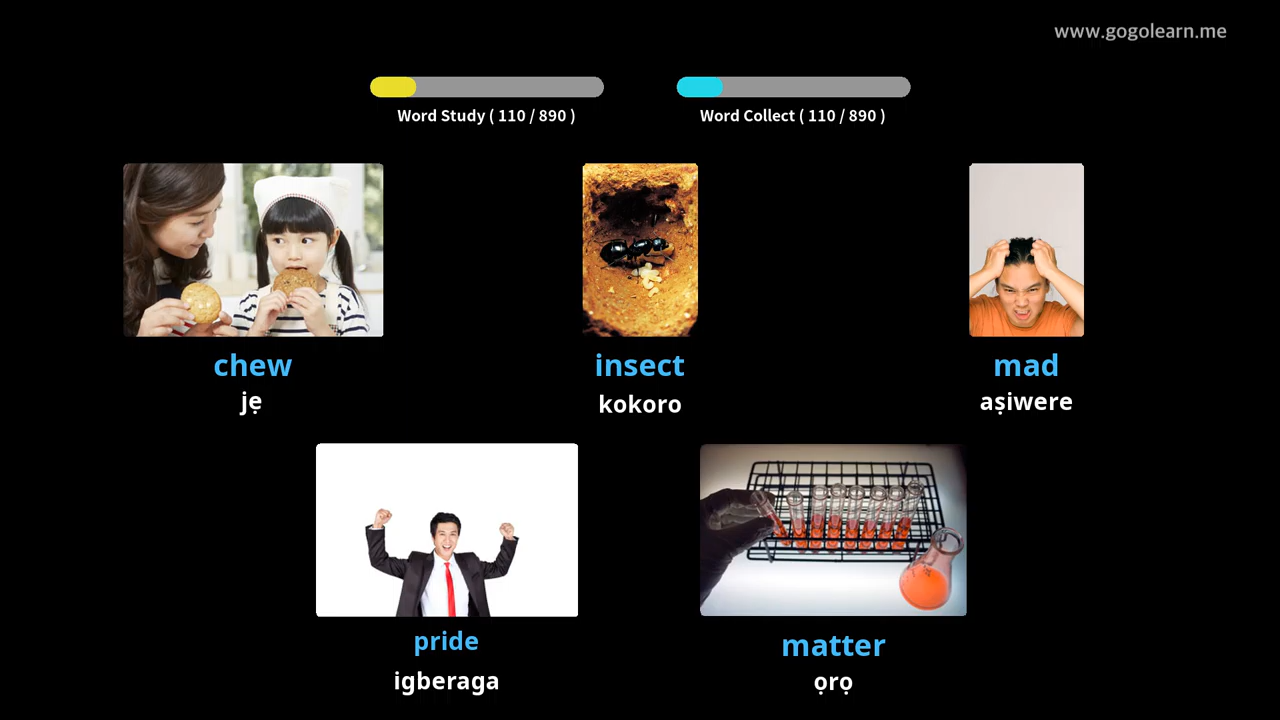 www.gogolearn.me
Word Study ( 110 / 890 )
Word Collect ( 110 / 890 )
chew
jẹ
insect
kokoro
mad
aṣiwere
pride
igberaga
matter
ọrọ